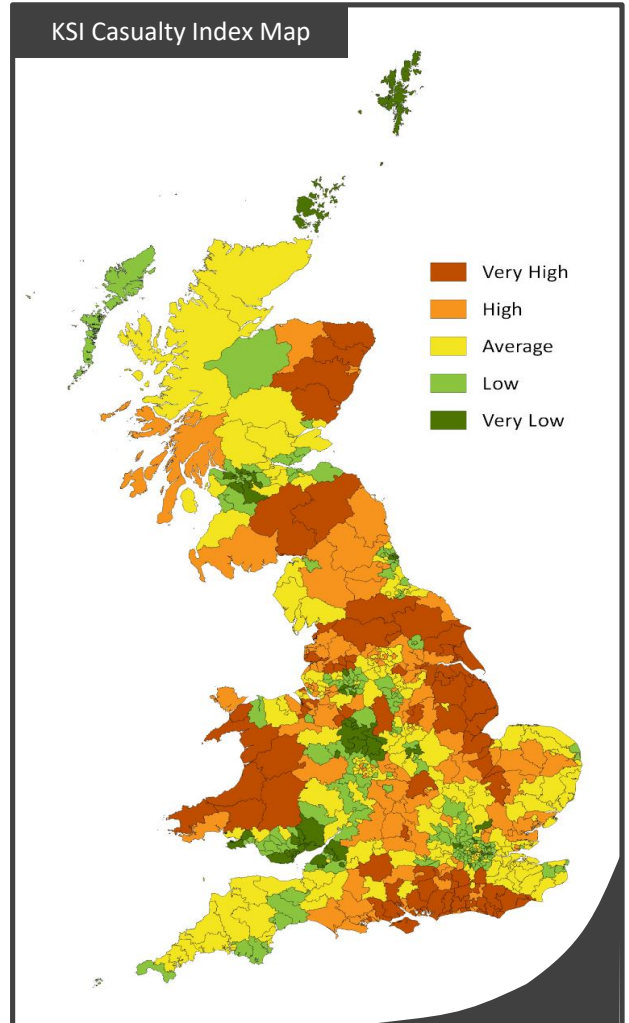 KSI Casualty Index Map
Very High
High
Average
Low
Very Low